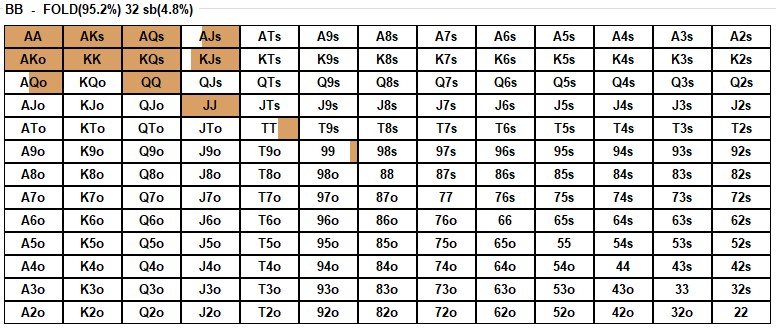 BB - FOLD(95.2%) 32 sb(4.8%)
AA AKs AQs AJs ATs A9s A8s A7s A6s A5s A4s A3s A2s
AKo KK KQs KJs KTs K9s K8s K7s K6s K5s K4s K3s K2s
AQo KQo QQ QJs QTs Q9s Q8s Q7s Q6s Q5s Q4s Q3s Q2s
AJo KJo QJo JJ JTs J9s J8s J7s J6s J5s J4s J3s J2s
ATo KTo QTo JTo TT T9s T8s T7s T6s T5s T4s T3s T2s
A9o K9o Q9o J9o T9o 99 98s 97s 96s 95s 94s 93s 92s
A8o K8o Q8o J8o T8o 98o 88 87s 86s 85s 84s 83s 82s
A7o K7o Q7o J7o T7o 97o 87o 77 76s 75s 74s 73s 72s
A6o K6o Q6o J6o T6o 96o 86o 76o 66 65s 64s 63s 62s
A5o K5o Q5o J5o T5o 95o 85o 75o 65o 55 54s 53s 52s
A4o K4o Q4o J4o T4o 94o 84o 74o 64o 54o 44 43s 42s
A3o K3o Q3o J3o T3o 93o 83o 73o 63o 53o 43o 33 32s
A2o K2o Q2o J2o T2o 92o 82o 72o 62o 52o 42o 32o 22